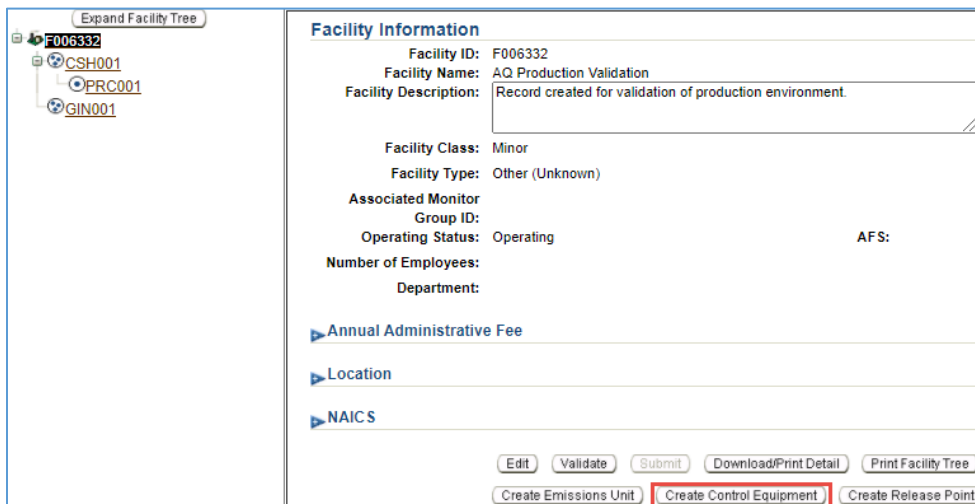 Expand Facility Tree
F006332
CSH001
PRC001
GIN001
Facility Information
Facility ID: F006332
Facility Name: AQ Production Validation
Facility Description: Record created for validation of production environment.
Facility Class: Minor
Facility Type: Other (Unknown)
Associated Monitor
Group ID:
Operating Status: Operating AFS:
Number of Employees:
Department:
Annual Administrative Fee
Location
NAICS
Edit Validate Submit Download/Print Detail Print Facility Tree
Create Emissions Unit Create Control Equipment Create Release Point